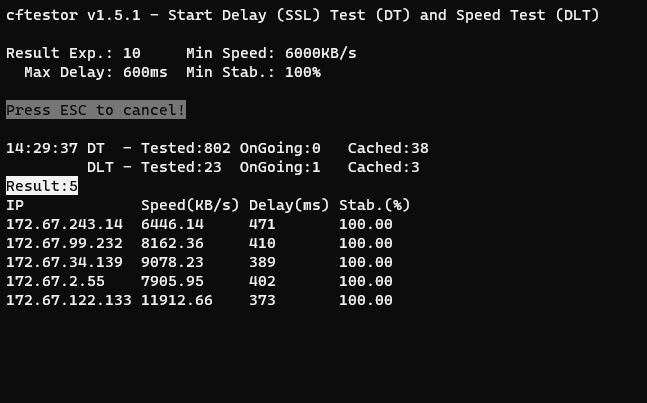 cftestor v1.5.1 - Start Delay (SSL) Test (DT) and Speed Test (DLT)
Result Exp.: 10     Min Speed: 6000KB/s
  Max Delay: 600ms  Min Stab.: 100%
Press ESC to cancel!
14:29:37 DT  - Tested:802 OnGoing:0   Cached:38
         DLT - Tested:23  OnGoing:1   Cached:3
Result:5
IP             Speed(KB/s) Delay(ms) Stab.(%)
172.67.243.14  6446.14     471       100.00
172.67.99.232  8162.36     410       100.00
172.67.34.139  9078.23     389       100.00
172.67.2.55    7905.95     402       100.00
172.67.122.133 11912.66    373       100.00